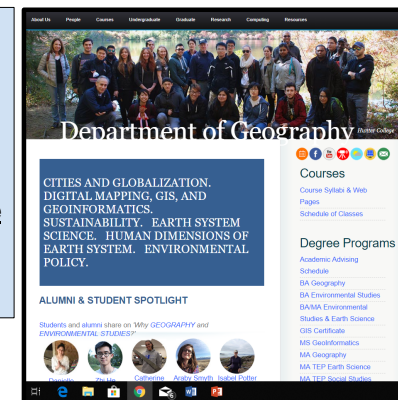 About Us People Courses Undergraduate Graduate Research Computing Resources
Department of Geography Hunter College
CITIES AND GLOBALIZATION.
DIGITAL MAPPING, GIS, AND
GEOINFORMATICS.
SUSTAINABILITY. EARTH SYSTEM
SCIENCE. HUMAN DIMENSIONS OF
EARTH SYSTEM. ENVIRONMENTAL
POLICY.
ALUMNI & STUDENT SPOTLIGHT
Students and alumni share on 'Why GEOGRAPHY and
ENVIRONMENTAL STUDIES?'
Zhi He Catherine Araby Smyth Isabel Potter
Courses
Course Syllabi & Web
Pages
Schedule of Classes
Degree Programs
Academic Advising
Schedule
BA Geography
BA Environmental Studies
BA/MA Environmental
Studies & Earth Science
GIS Certificate
MS GeoInformatics
MA Geography
MA TEP Earth Science
MA TEP Social Studies